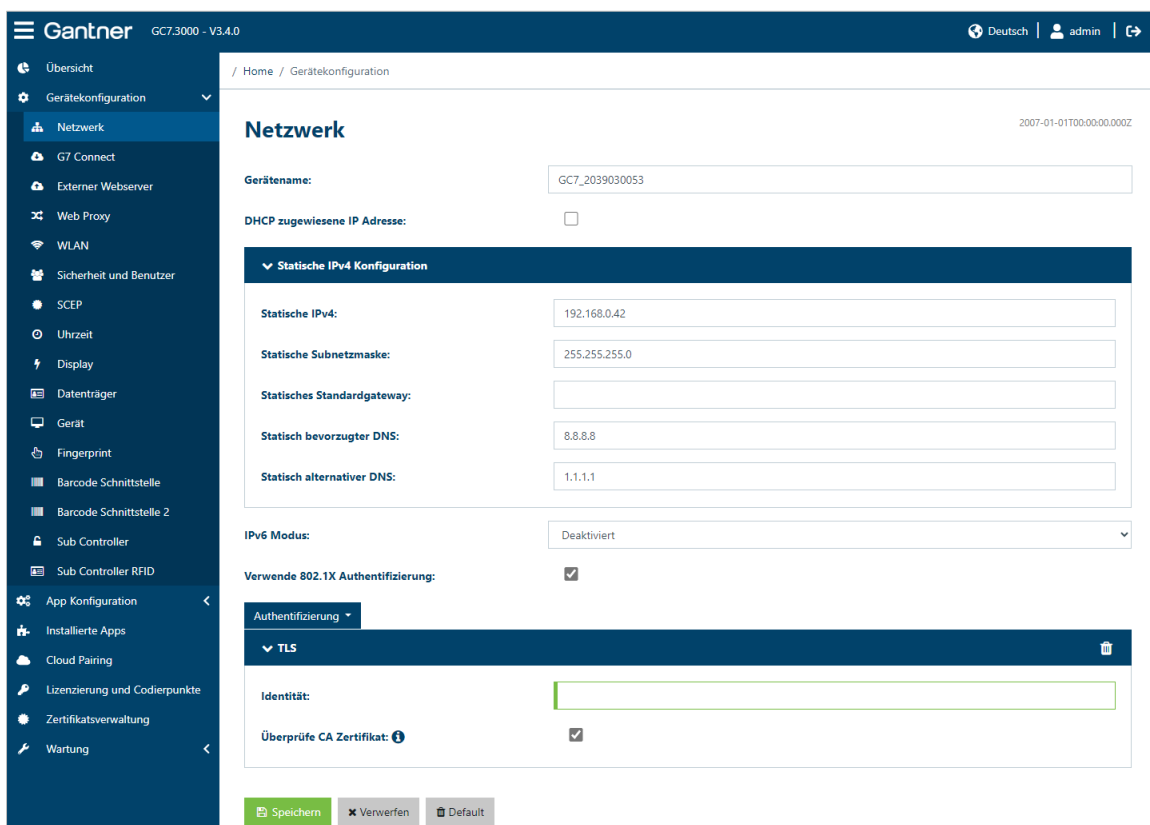 Gantner GC7.3000 - V3.4.0 Deutsch admin
Übersicht
Gerätekonfiguration
Netzwerk
G7 Connect
Externer Webserver
Web Proxy
WLAN
Sicherheit und Benutzer
SCEP
Uhrzeit
Display
Datenträger
Gerät
Fingerprint
Barcode Schnittstelle
Barcode Schnittstelle 2
Sub Controller
Sub Controller RFID
App Konfiguration
Installierte Apps
Cloud Pairing
Lizenzierung und Codierpunkte
Zertifikatsverwaltung
Wartung
/ Home / Gerätekonfiguration
Netzwerk 2007-01-01T00:00:00.000Z
Gerätename: GC7_2039030053
DHCP zugewiesene IP Adresse:
Statische IPv4 Konfiguration
Statische IPv4: 192.168.0.42
Statische Subnetzmaske: 255.255.255.0
Statisches Standardgateway:
Statisch bevorzugter DNS: 8.8.8.8
Statisch alternativer DNS: 1.1.1.1
IPv6 Modus: Deaktiviert
Verwende 802.1X Authentifizierung:
Authentifizierung
TLS
Identität:
Überprüfe CA Zertifikat:
Speichern Verwerfen Default